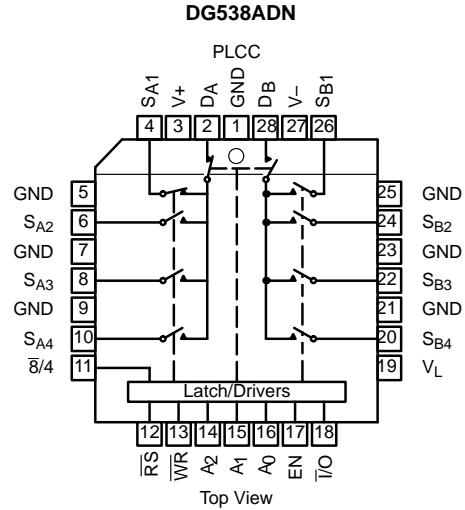 DG538ADN
PLCC
SA1 V+ DA GND DB V– SB1
4 3 2 1 28 27 26
GND 5 25 GND
SA2 6 24 SB2
GND 7 23 GND
SA3 8 22 SB3
GND 9 21 GND
SA4 10 20 SB4
8̅/4 11 19 VL
Latch/Drivers
12 13 14 15 16 17 18
R̅S̅ W̅R̅ A2 A1 A0 EN I̅/O
Top View